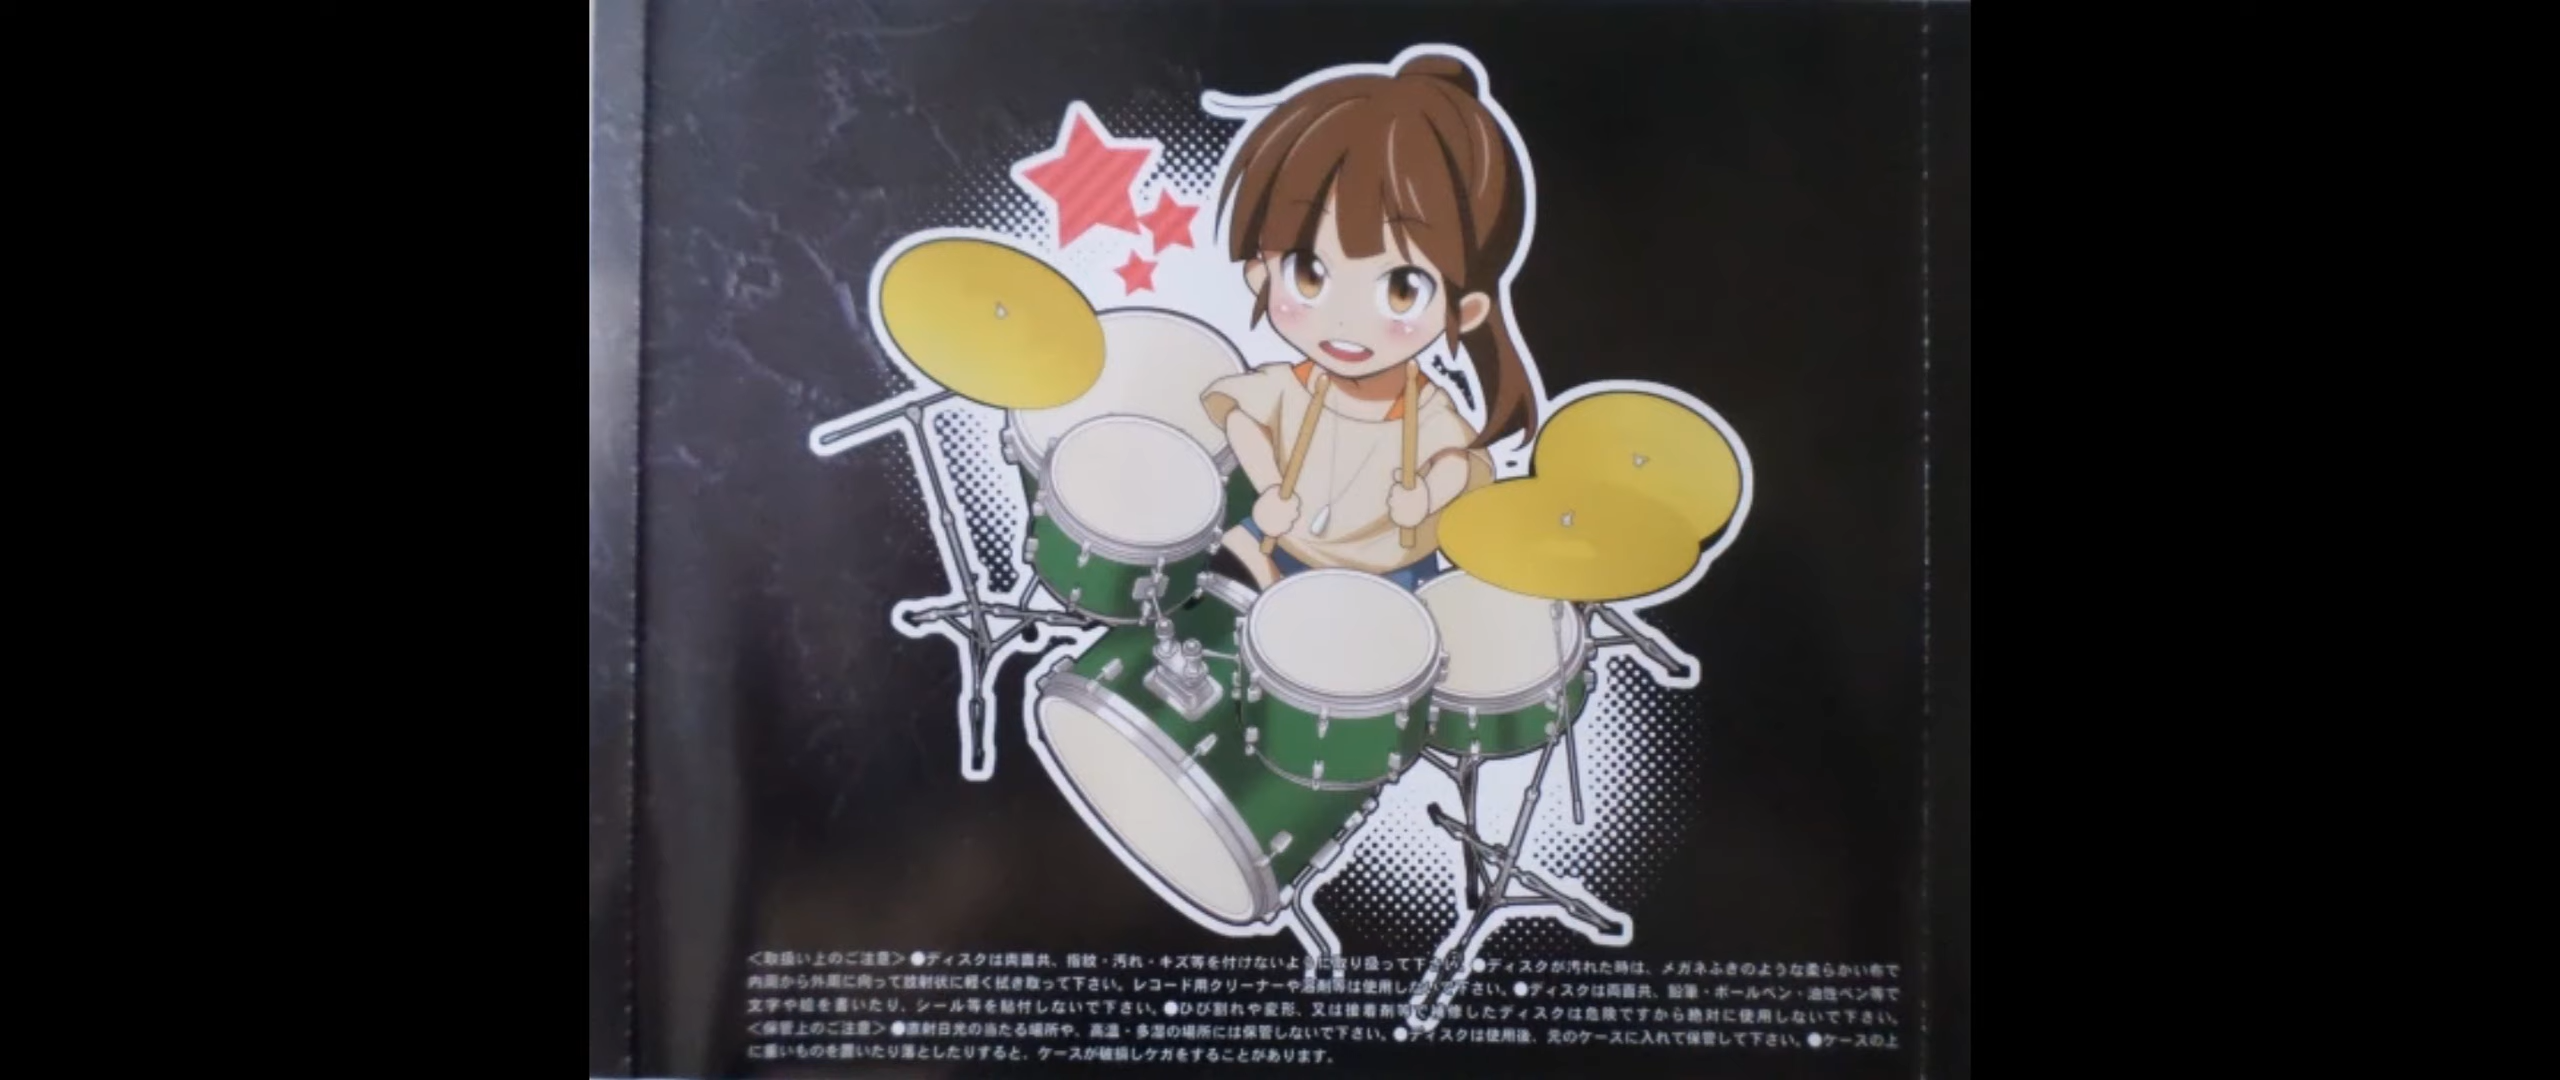 ＜取扱い上のご注意＞●ディスクは両面共、指紋・汚れ・キズ等を付けないように取り扱って下さい。●ディスクが汚れた時は、メガネふきのような柔らかい布で
内周から外周に向って放射状に軽く拭き取って下さい。レコード用クリーナーや溶剤等は使用しないで下さい。●ディスクは両面共、鉛筆・ボールペン・油性ペン等で
文字や絵を書いたり、シール等を貼付しないで下さい。●ひび割れや変形、又は接着剤等で補修したディスクは危険ですから絶対に使用しないで下さい。
＜保管上のご注意＞●直射日光の当たる場所や、高温・多湿の場所には保管しないで下さい。●ディスクは使用後、元のケースに入れて保管して下さい。●ケースの上
に重いものを置いたり落としたりすると、ケースが破損しケガをすることがあります。